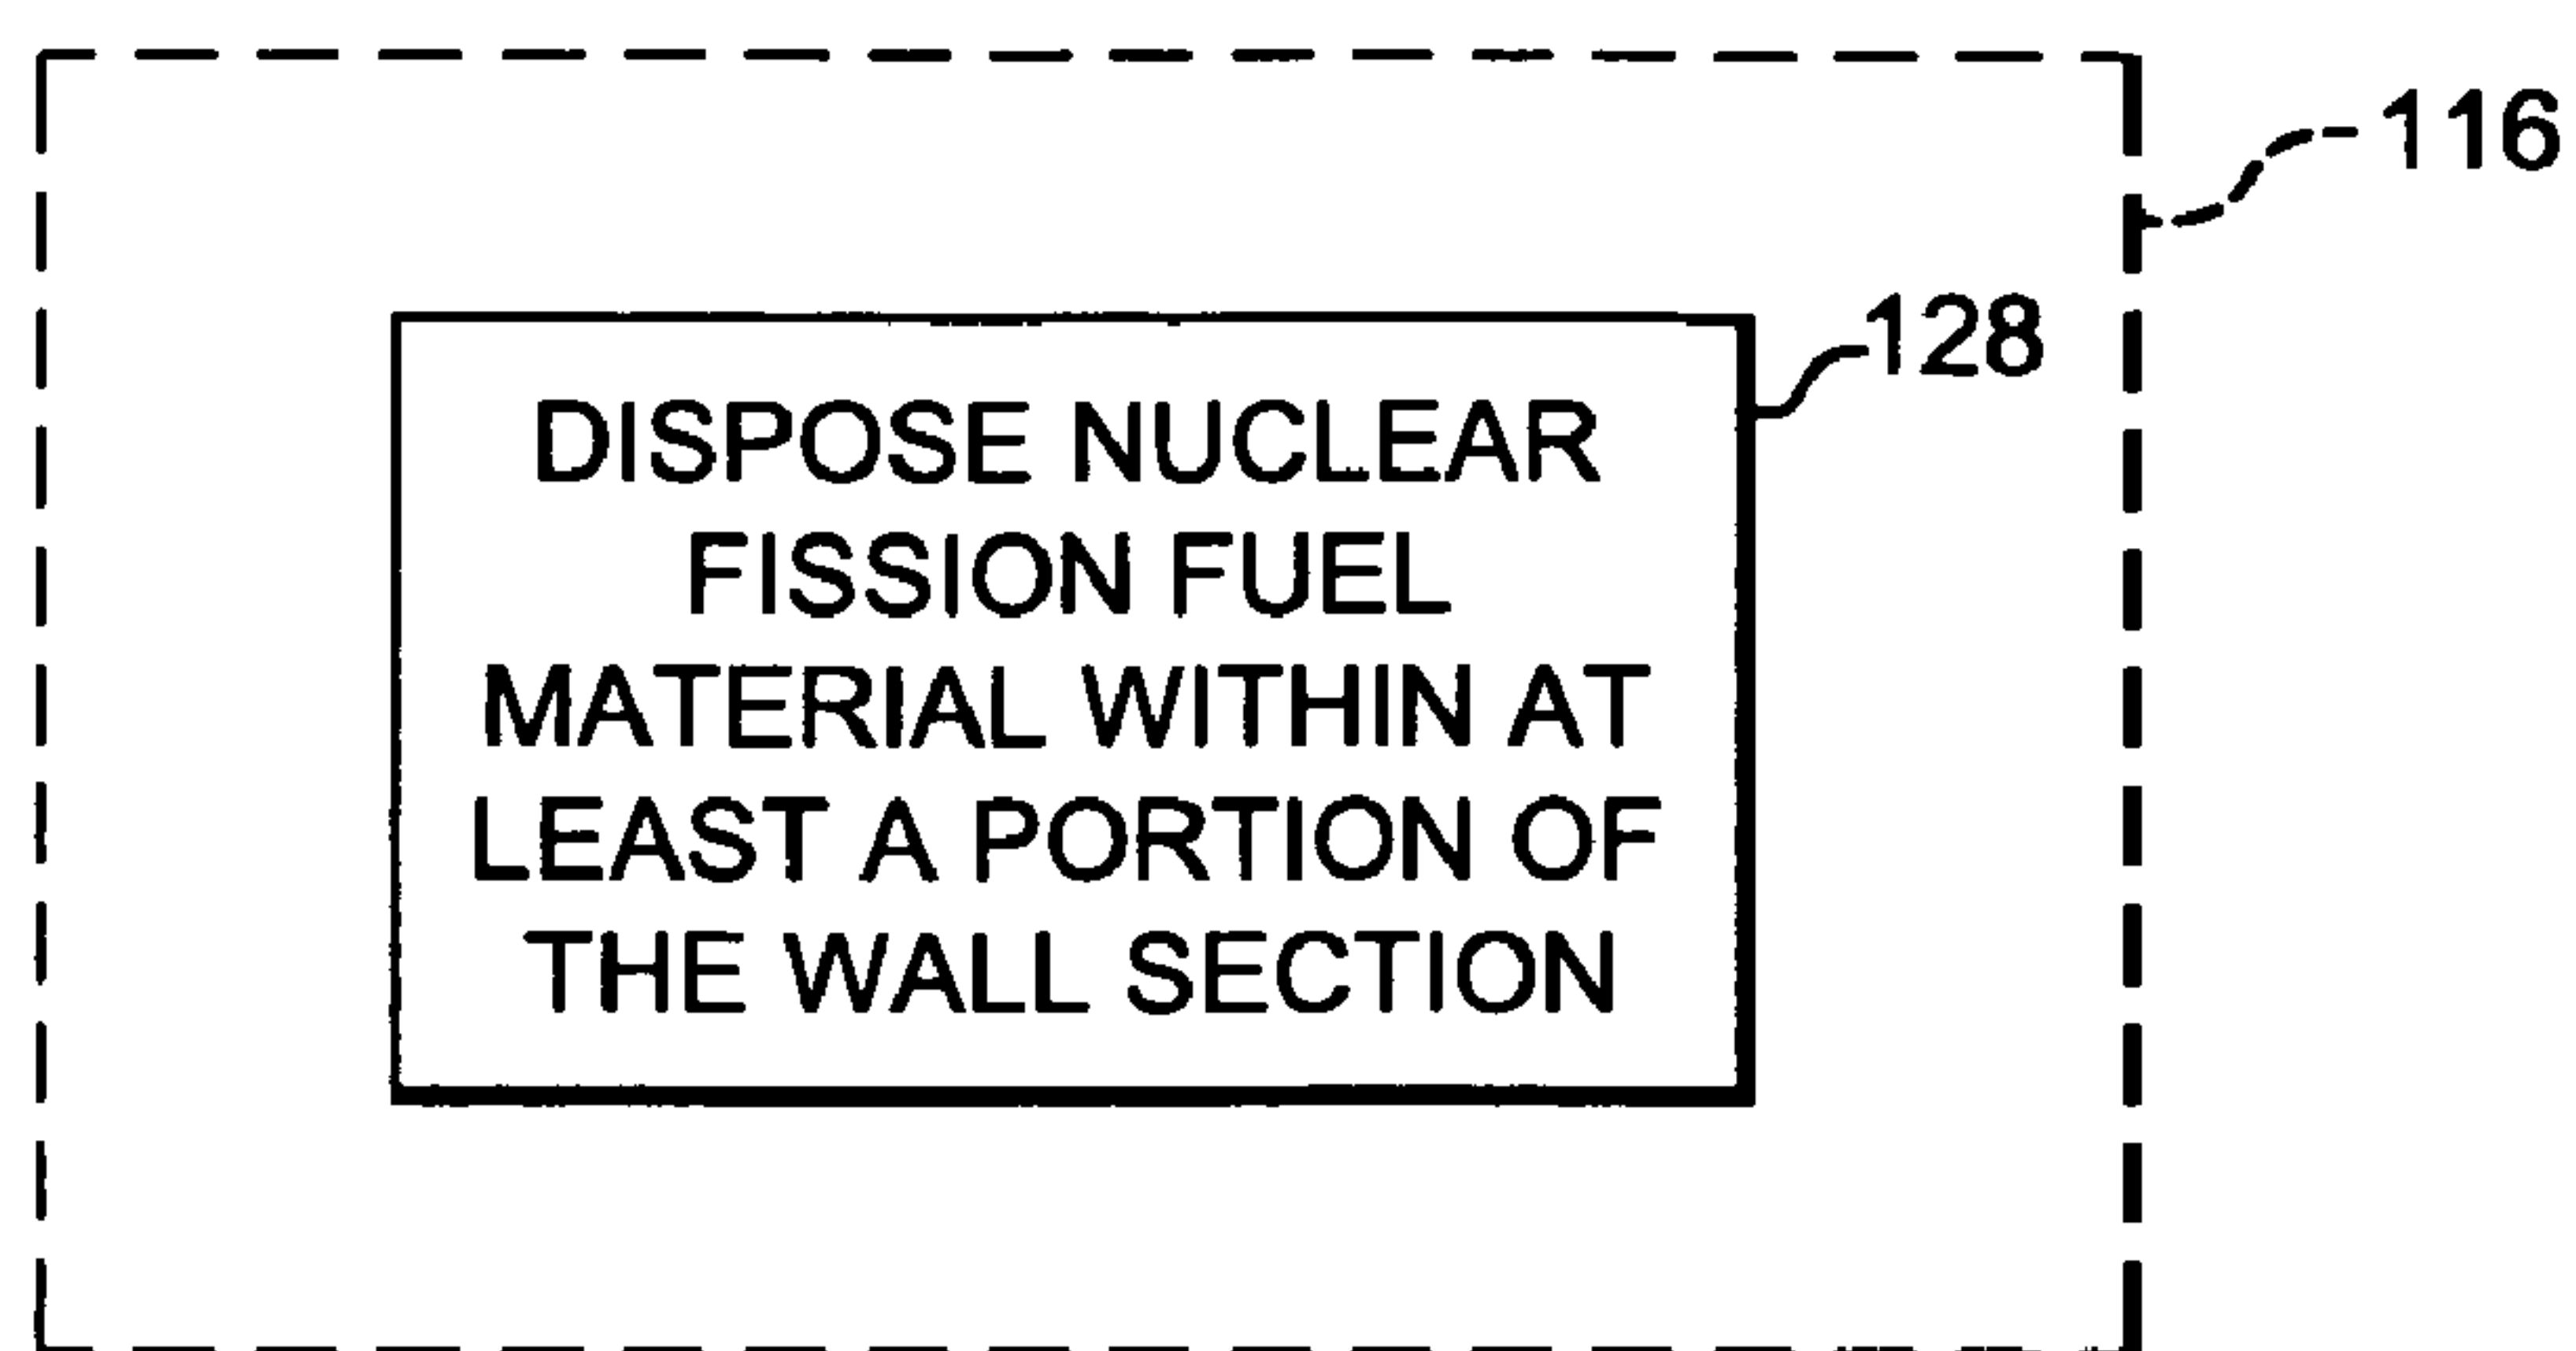 116
128
DISPOSE NUCLEAR
FISSION FUEL
MATERIAL WITHIN AT
LEAST A PORTION OF
THE WALL SECTION